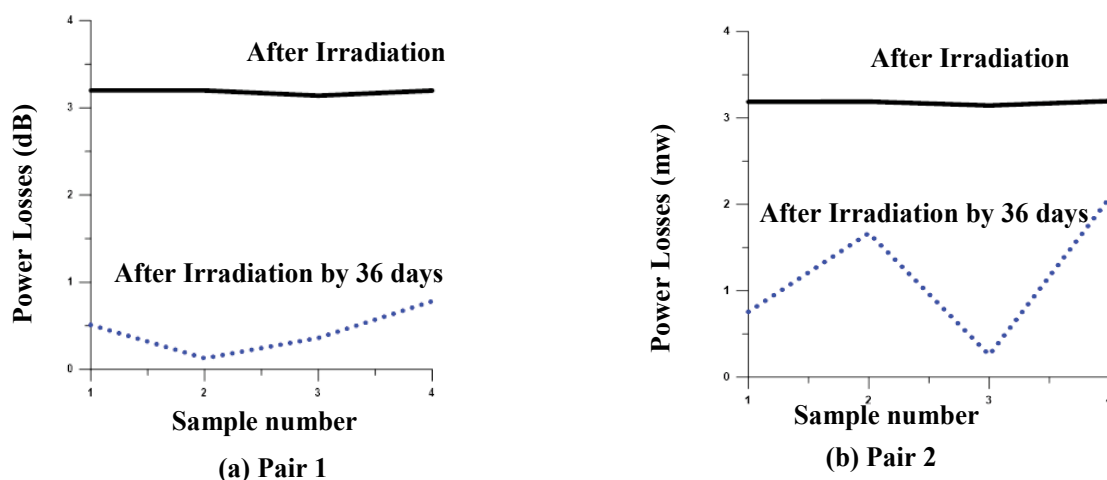 4
After Irradiation
3
Power Losses (dB)
2
After Irradiation by 36 days
1
0
1 2 3 4
Sample number
(a) Pair 1
4
After Irradiation
3
Power Losses (mw)
2
After Irradiation by 36 days
1
0
1 2 3
Sample number
(b) Pair 2